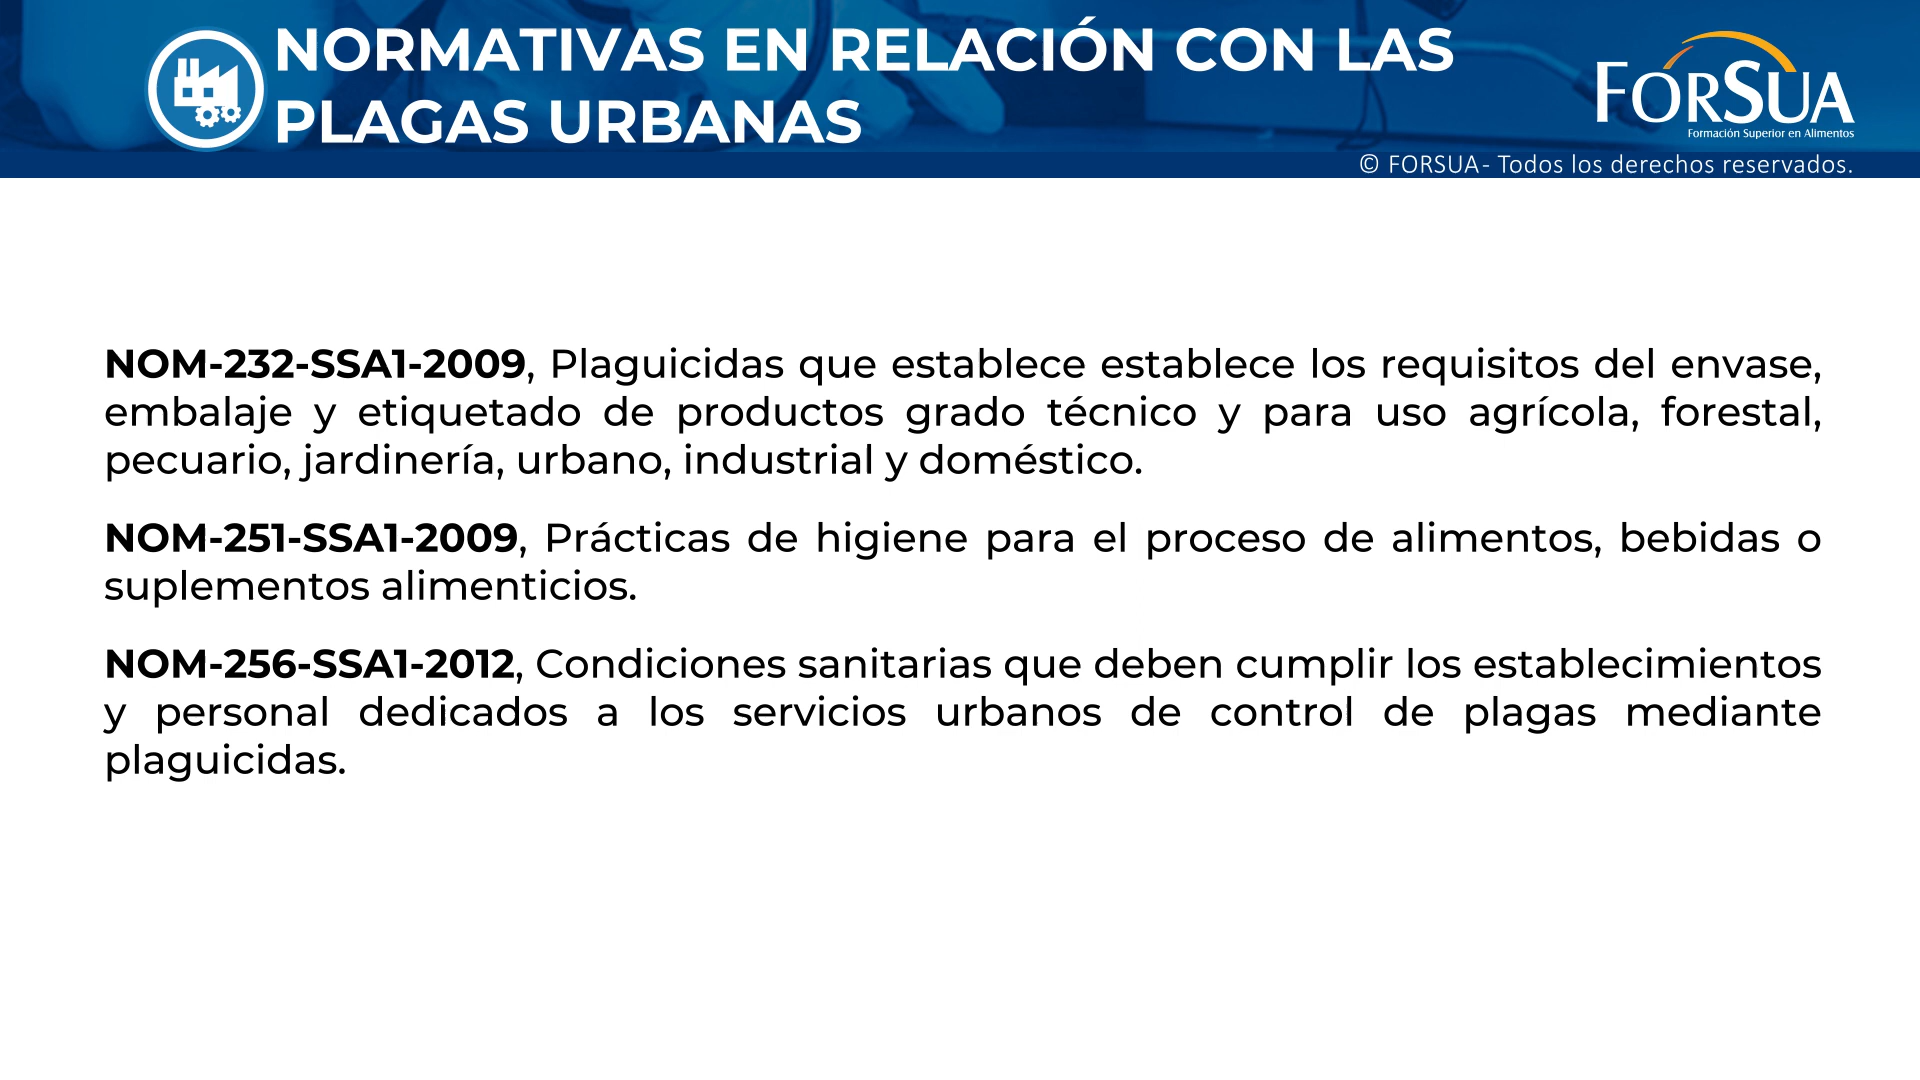 NORMATIVAS EN RELACIÓN CON LAS
PLAGAS URBANAS
FORSUA
Formación Superior en Alimentos
© FORSUA- Todos los derechos reservados.
NOM-232-SSA1-2009, Plaguicidas que establece establece los requisitos del envase,
embalaje y etiquetado de productos grado técnico y para uso agrícola, forestal,
pecuario, jardinería, urbano, industrial y doméstico.
NOM-251-SSA1-2009, Prácticas de higiene para el proceso de alimentos, bebidas o
suplementos alimenticios.
NOM-256-SSA1-2012, Condiciones sanitarias que deben cumplir los establecimientos
y personal dedicados a los servicios urbanos de control de plagas mediante
plaguicidas.